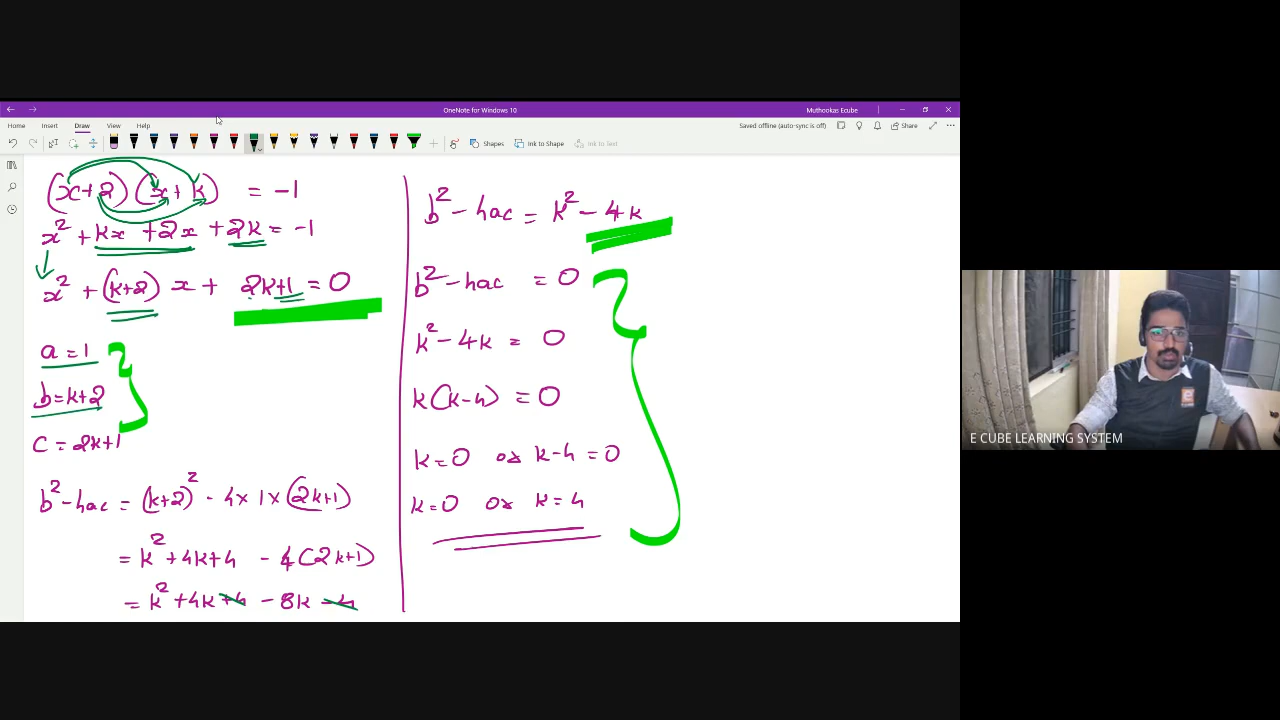 OneNote for Windows 10
Muthookas Ecube
Home Insert Draw View Help
Saved offline (auto-sync is off)
Share
Shapes
Ink to Shape
Ink to Text
(x+2) (x+k) = -1
x² + kx + 2x + 2k = -1
x² + (k+2) x + 2k+1 = 0
a = 1
b = k+2
c = 2k+1
b² - 4ac = (k+2)² - 4 × 1 × (2k+1)
= k² + 4k + 4 - 4(2k+1)
= k² + 4k + 4 - 8k - 4
b² - 4ac = k² - 4k
b² - 4ac = 0
k² - 4k = 0
k(k-4) = 0
k = 0 or k-4 = 0
k = 0 or k = 4
E CUBE LEARNING SYSTEM